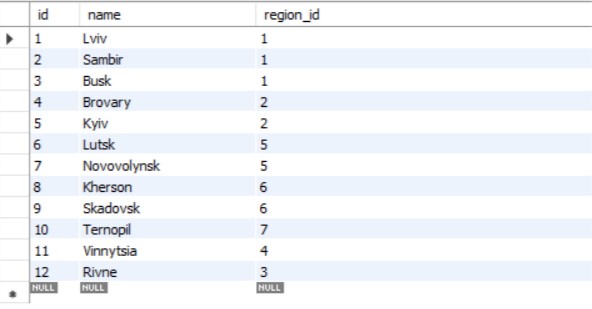 id name region_id
1 Lviv 1
2 Sambir 1
3 Busk 1
4 Brovary 2
5 Kyiv 2
6 Lutsk 5
7 Novovolynsk 5
8 Kherson 6
9 Skadovsk 6
10 Ternopil 7
11 Vinnytsia 4
12 Rivne 3
NULL NULL NULL